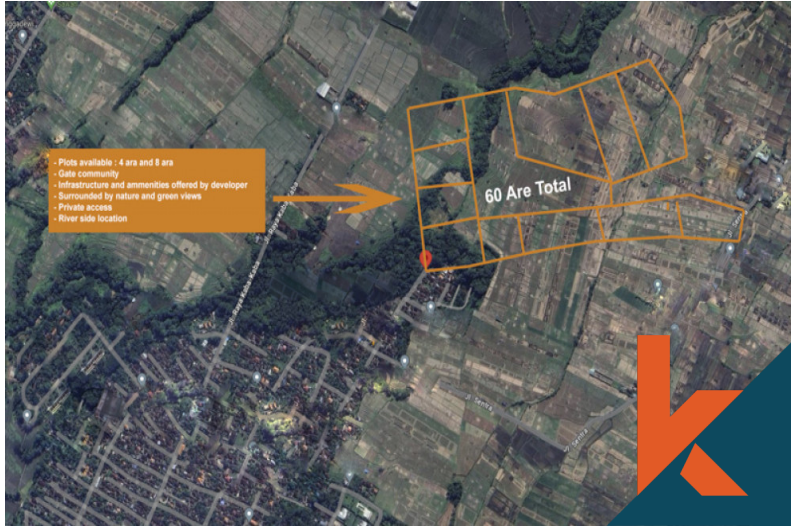 - Plots available : 4 ara and 8 ara
- Gate community
- Infrastructure and ammenities offered by developer
- Surrounded by nature and green views
- Private access
- River side location
60 Are Total